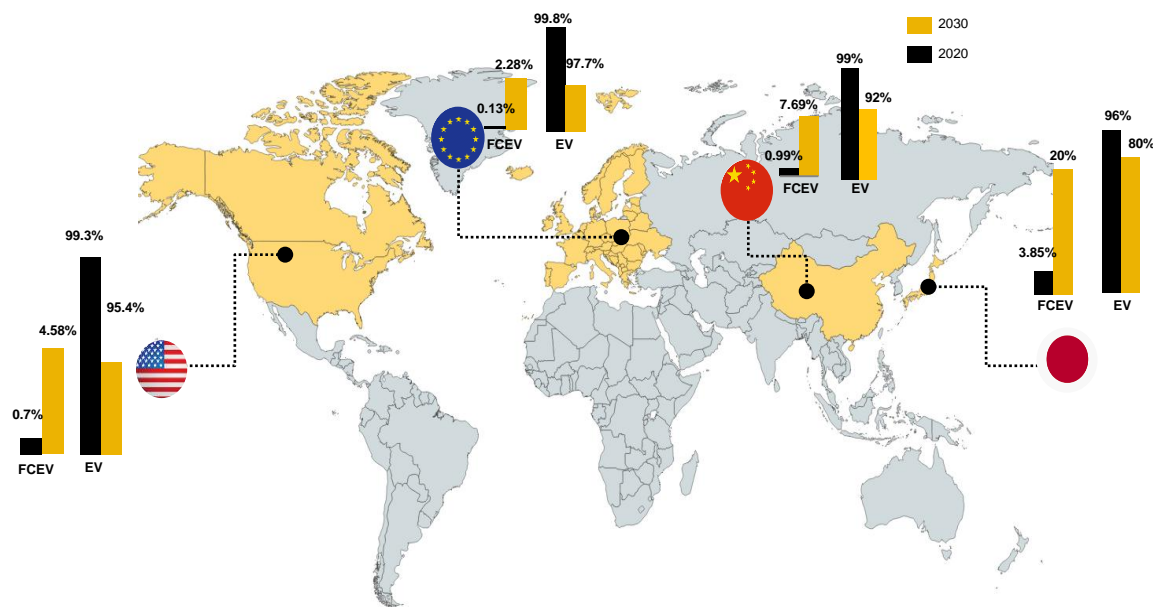 2030
2020
99.8%
2.28%
97.7%
0.13%
FCEV
EV
99%
7.69%
92%
0.99%
FCEV
EV
96%
80%
20%
3.85%
FCEV
EV
99.3%
95.4%
4.58%
0.7%
FCEV
EV